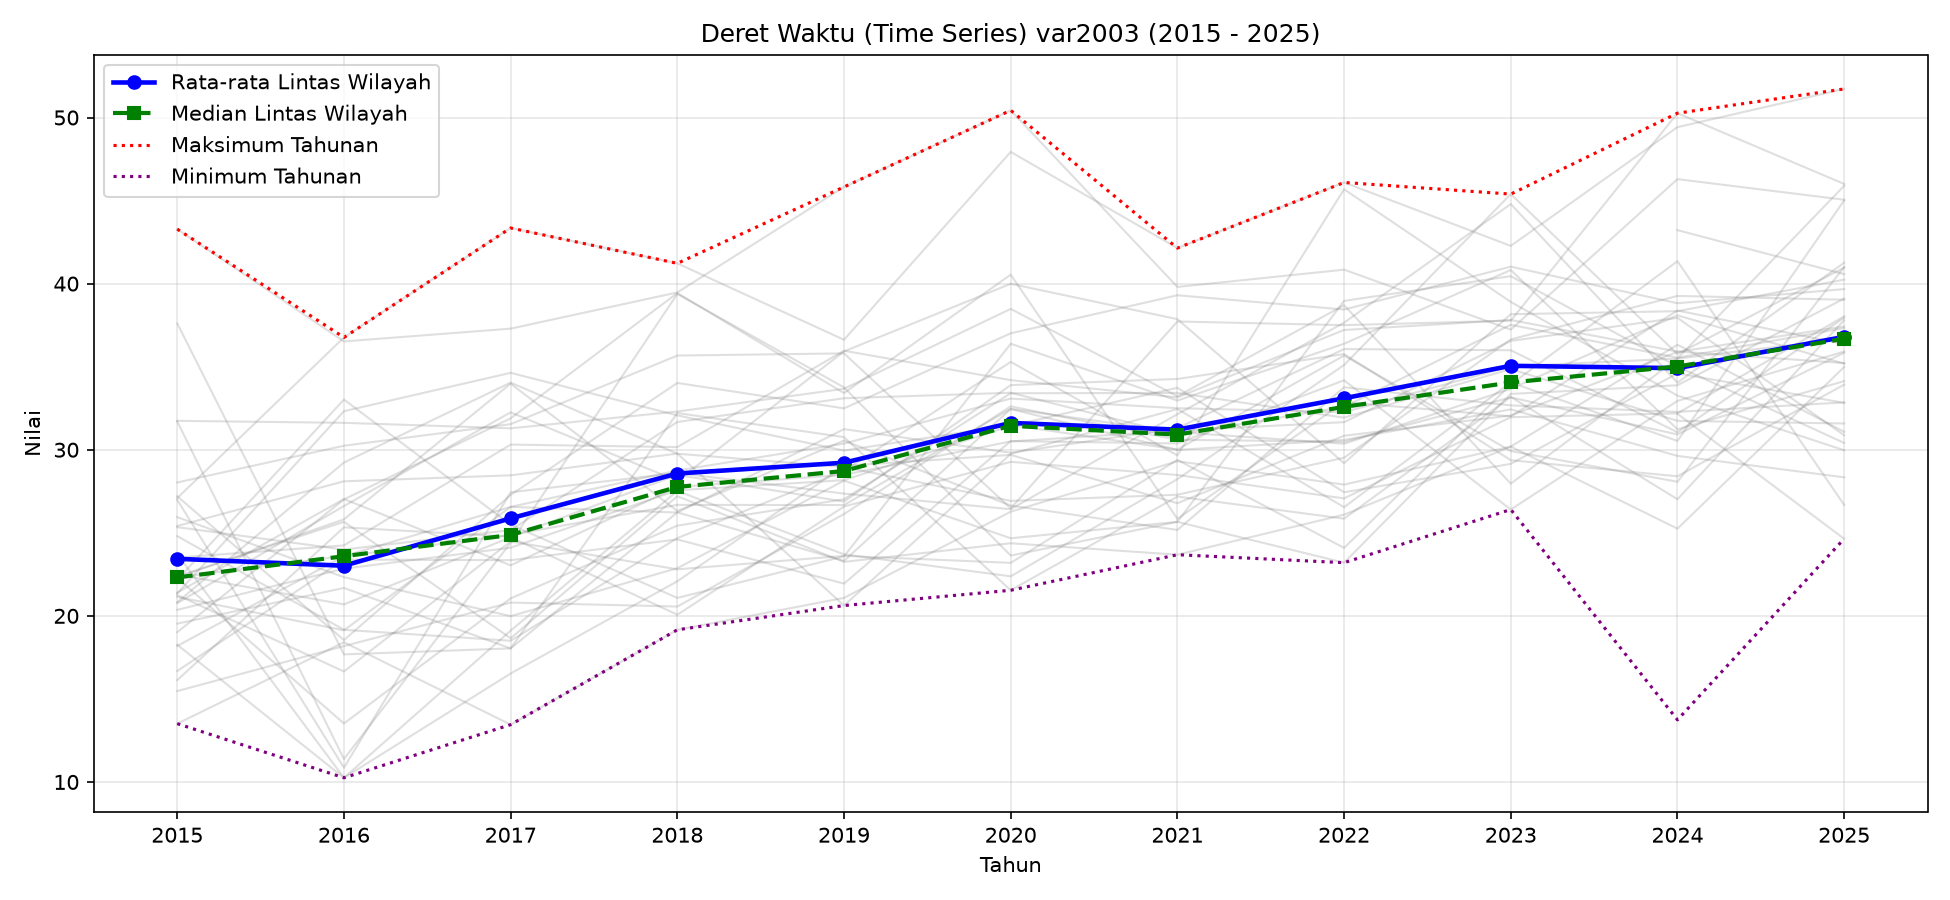 Deret Waktu (Time Series) var2003 (2015 - 2025)
Rata-rata Lintas Wilayah
Median Lintas Wilayah
Maksimum Tahunan
Minimum Tahunan
Nilai
50
40
30
20
10
2015 2016 2017 2018 2019 2020 2021 2022 2023 2024 2025
Tahun